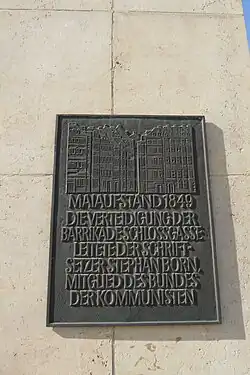 MAIAUFSTAND 1849
DIE VERTEIDIGUNG DER
BARRIKADE SCHLOSSGASSE
LEITETE DER SCHRIFT-
SETZER STEPHAN BORN,
MITGLIED DES BUNDES
DER KOMMUNISTEN